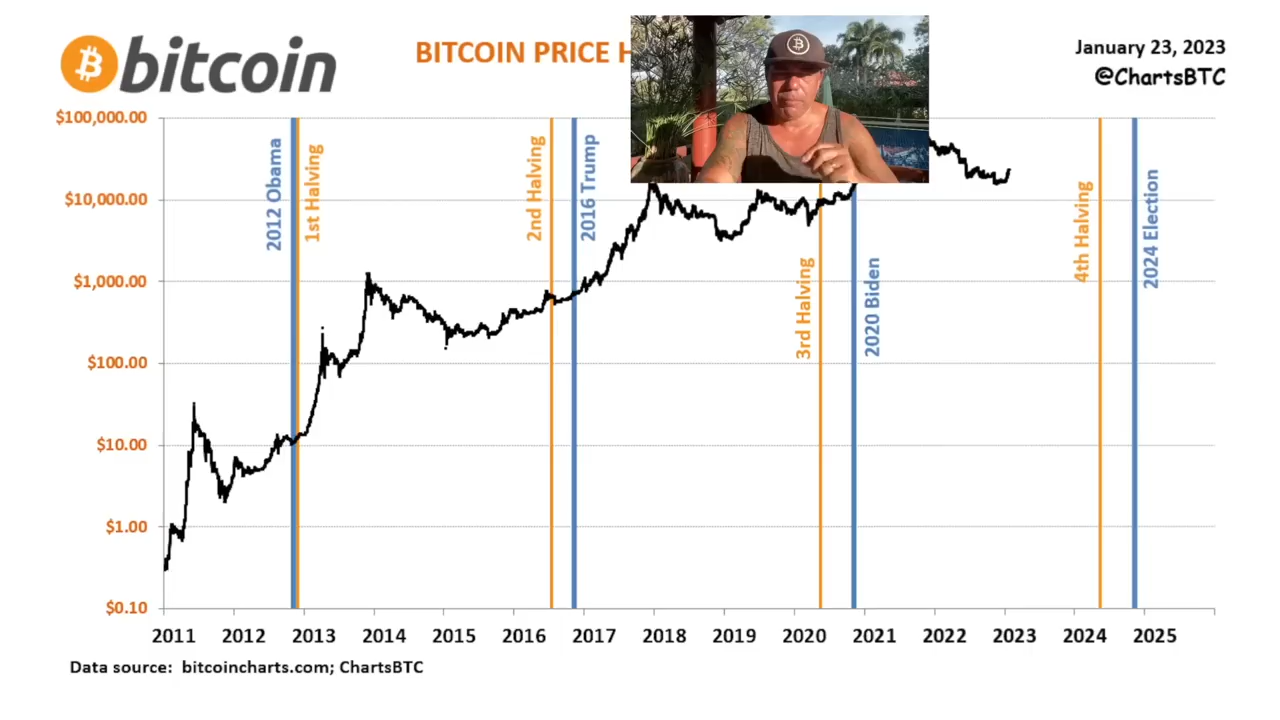 bitcoin
BITCOIN PRICE
January 23, 2023
@ChartsBTC
$100,000.00
$10,000.00
$1,000.00
$100.00
$10.00
$1.00
$0.10
2012 Obama
1st Halving
2nd Halving
2016 Trump
3rd Halving
2020 Biden
4th Halving
2024 Election
2011 2012 2013 2014 2015 2016 2017 2018 2019 2020 2021 2022 2023 2024 2025
Data source: bitcoincharts.com; ChartsBTC